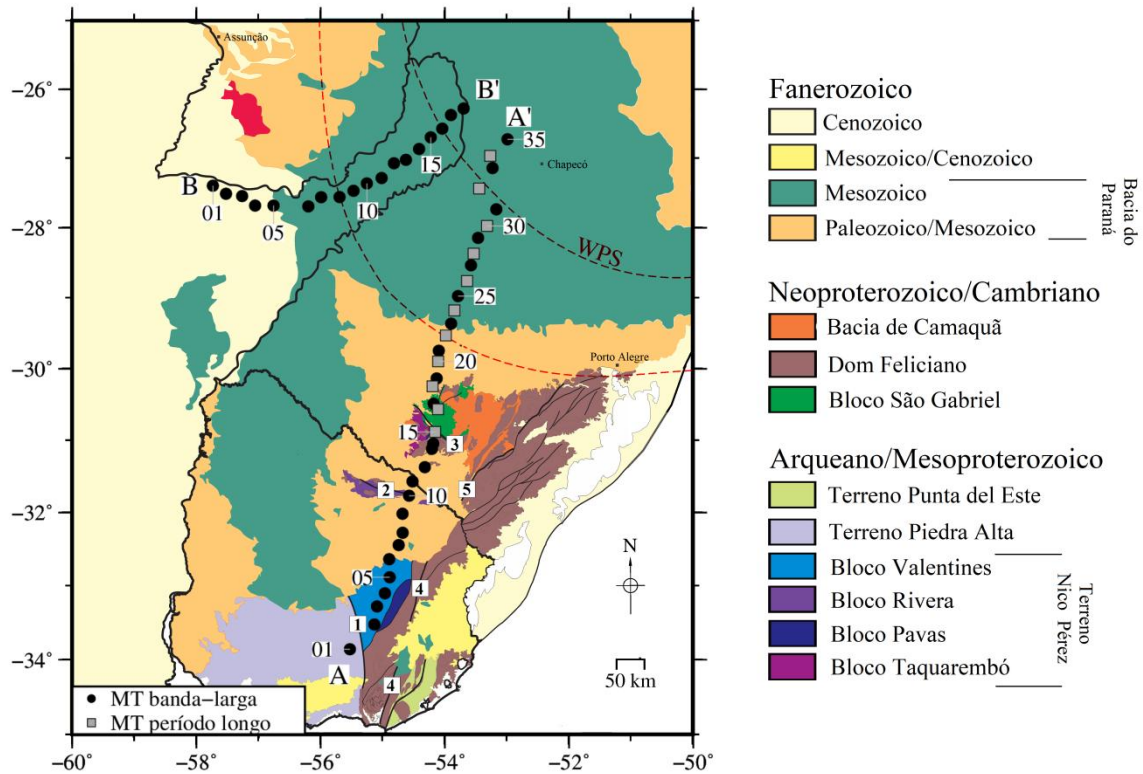 Assunção
−26°
−28°
−30°
−32°
−34°
−60°
−58°
−56°
−54°
−52°
−50°
B'
A'
35
15
Chapecó
B
01
05
10
30
WPS
25
20
Porto Alegre
15
3
2
10
5
05
4
1
01
A
4
N
50 km
MT banda−larga
MT período longo
Fanerozoico
Cenozoico
Mesozoico/Cenozoico
Mesozoico
Paleozoico/Mesozoico
Bacia do
Paraná
Neoproterozoico/Cambriano
Bacia de Camaquã
Dom Feliciano
Bloco São Gabriel
Arqueano/Mesoproterozoico
Terreno Punta del Este
Terreno Piedra Alta
Bloco Valentines
Bloco Rivera
Bloco Pavas
Bloco Taquarembó
Terreno
Nico Pérez